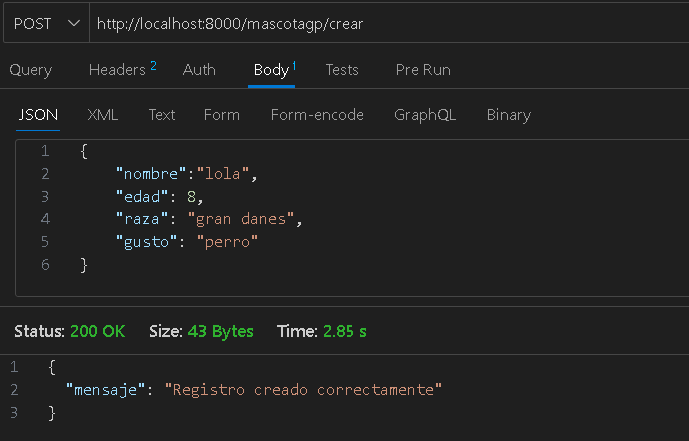 POST http://localhost:8000/mascotagp/crear
Query Headers 2 Auth Body 1 Tests Pre Run
JSON XML Text Form Form-encode GraphQL Binary
1 {
2 "nombre":"lola",
3 "edad": 8,
4 "raza": "gran danes",
5 "gusto": "perro"
6 }
Status: 200 OK Size: 43 Bytes Time: 2.85 s
1 {
2 "mensaje": "Registro creado correctamente"
3 }